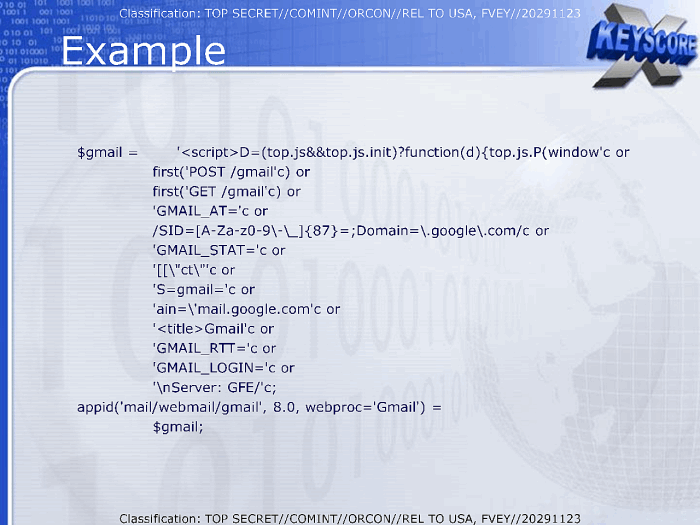 Classification: TOP SECRET//COMINT//ORCON//REL TO USA, FVEY//20291123
Example
X
KEYSCORE
$gmail = '<script>D=(top.js&&top.js.init)?function(d){top.js.P(window'c or
first('POST /gmail'c) or
first('GET /gmail'c) or
'GMAIL_AT='c or
/SID=[A-Za-z0-9\-\_]{87}=;Domain=\.google\.com/c or
'GMAIL_STAT='c or
'[[\"ct\"'c or
'S=gmail='c or
'ain=\'mail.google.com'c or
'<title>Gmail'c or
'GMAIL_RTT='c or
'GMAIL_LOGIN='c or
'\nServer: GFE/'c;
appid('mail/webmail/gmail', 8.0, webproc='Gmail') =
$gmail;
Classification: TOP SECRET//COMINT//ORCON//REL TO USA, FVEY//20291123